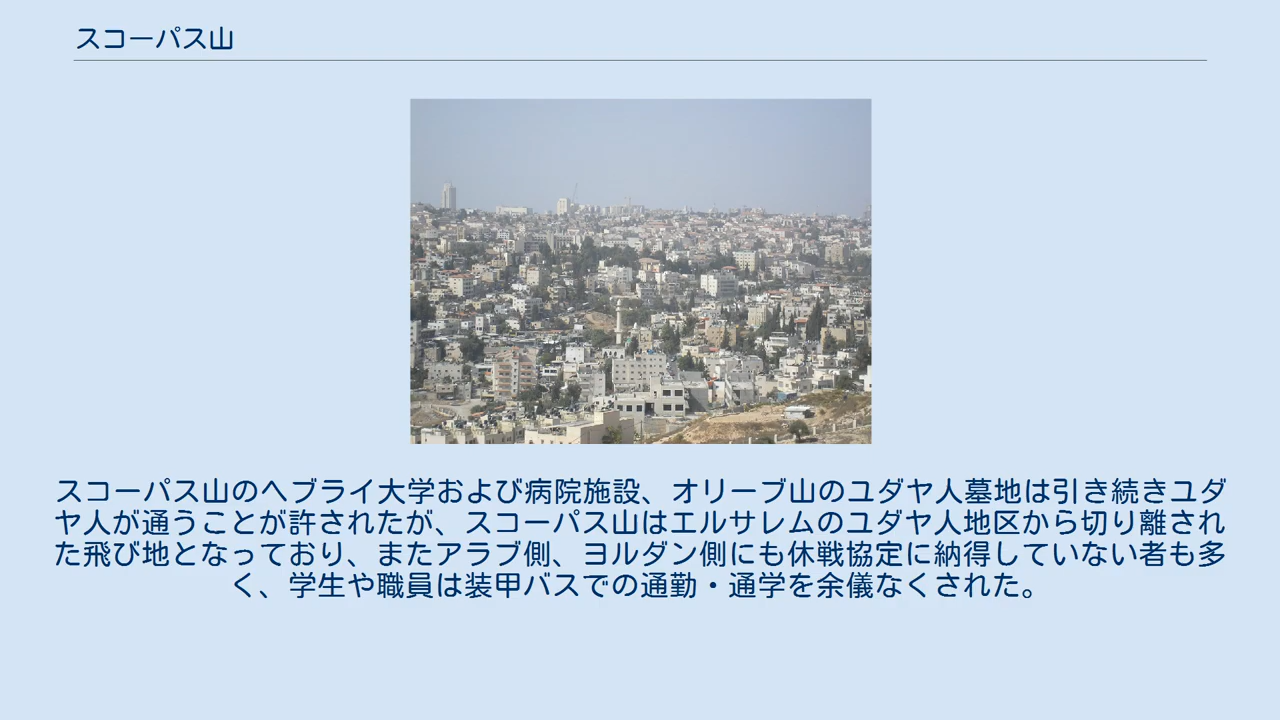 スコーパス山
スコーパス山のヘブライ大学および病院施設、オリーブ山のユダヤ人墓地は引き続きユダ
ヤ人が通うことが許されたが、スコーパス山はエルサレムのユダヤ人地区から切り離され
た飛び地となっており、またアラブ側、ヨルダン側にも休戦協定に納得していない者も多
く、学生や職員は装甲バスでの通勤・通学を余儀なくされた。